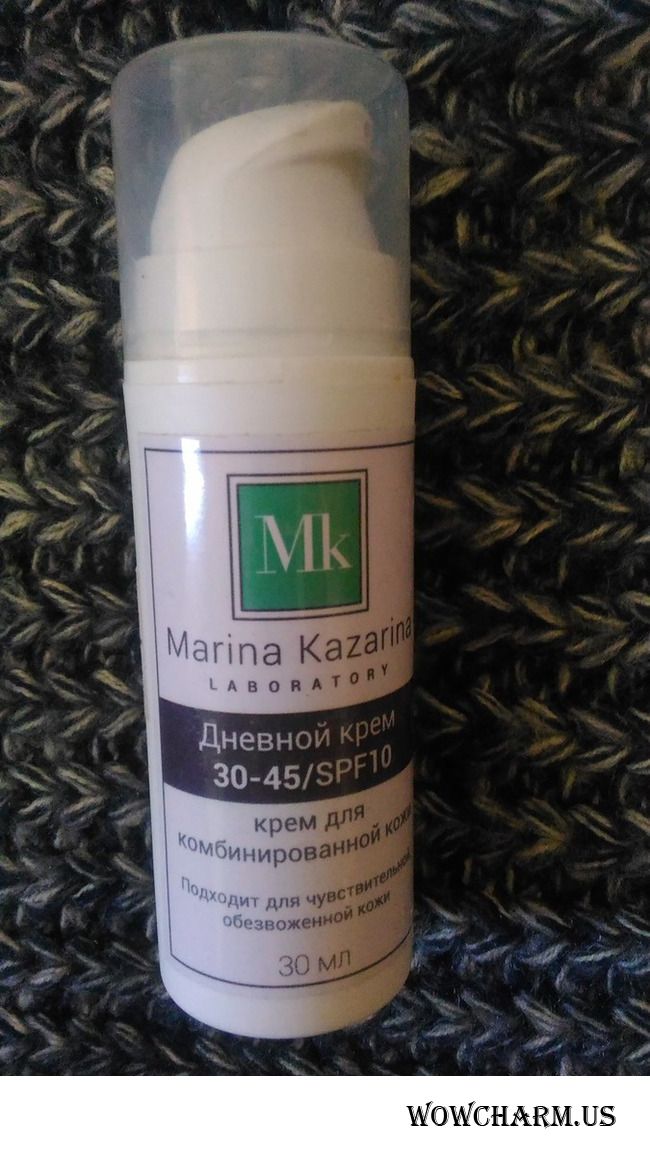 Mk
Marina Kazarina
LABORATORY
Дневной крем
30-45/SPF10
крем для
комбинированной кожи
Подходит для чувствительной,
обезвоженной кожи
30 мл
WOWCHARM.US